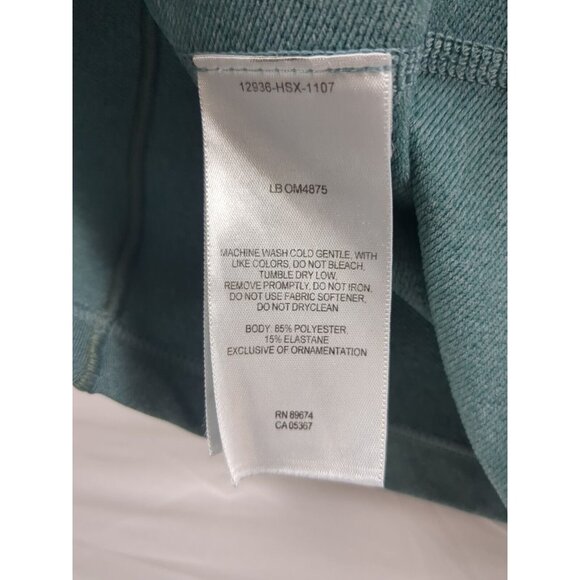 12936-HSX-1107
LB OM4875
MACHINE WASH COLD GENTLE, WITH
LIKE COLORS, DO NOT BLEACH,
TUMBLE DRY LOW.
REMOVE PROMPTLY, DO NOT IRON,
DO NOT USE FABRIC SOFTENER,
DO NOT DRYCLEAN
BODY: 85% POLYESTER
15% ELASTANE
EXCLUSIVE OF ORNAMENTATION
RN 89674
CA 05367